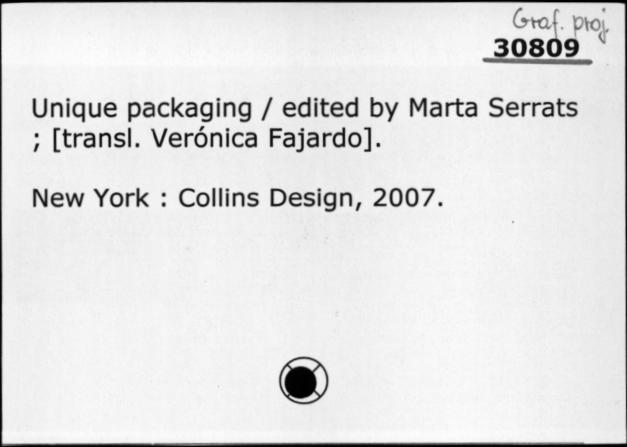 Graf. proj.
30809
Unique packaging / edited by Marta Serrats
; [transl. Verónica Fajardo].
New York : Collins Design, 2007.